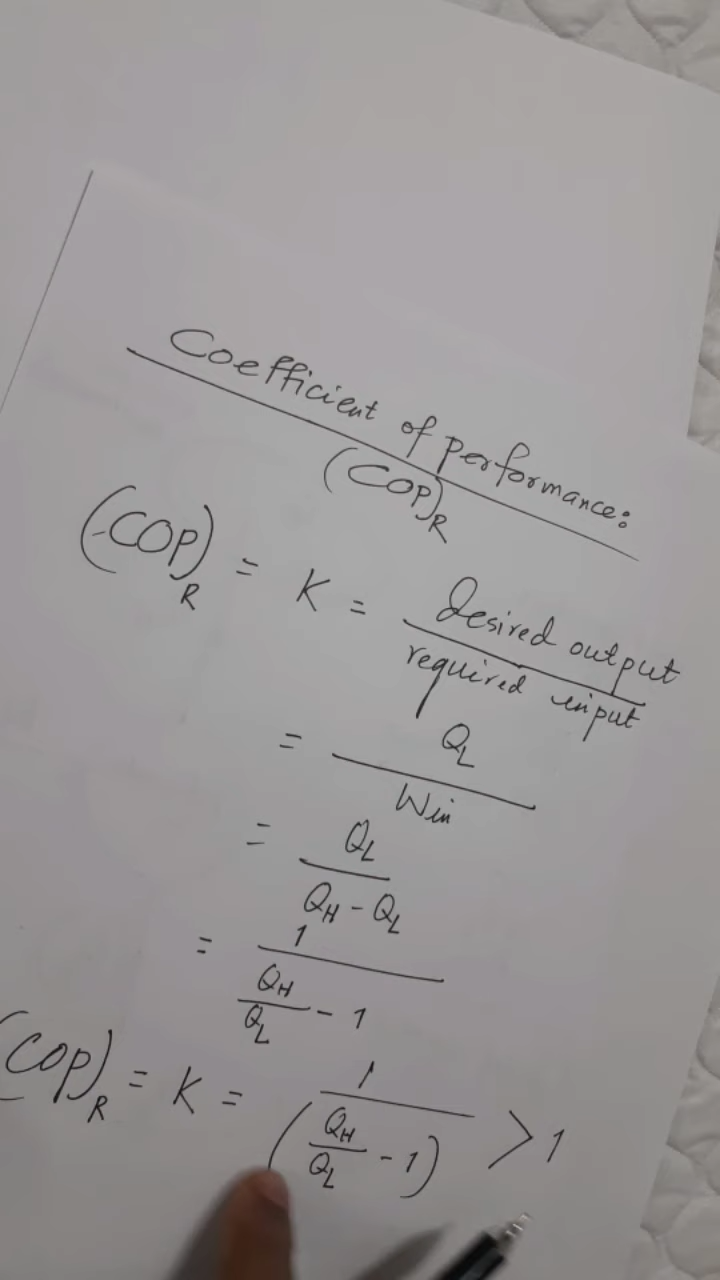 Coefficient of performance:
(COP)R
(COP)R = K = desired output / required input
= QL / Win
= QL / QH - QL
= 1 / QH/QL - 1
(COP)R = K = 1 / (QH/QL - 1) > 1